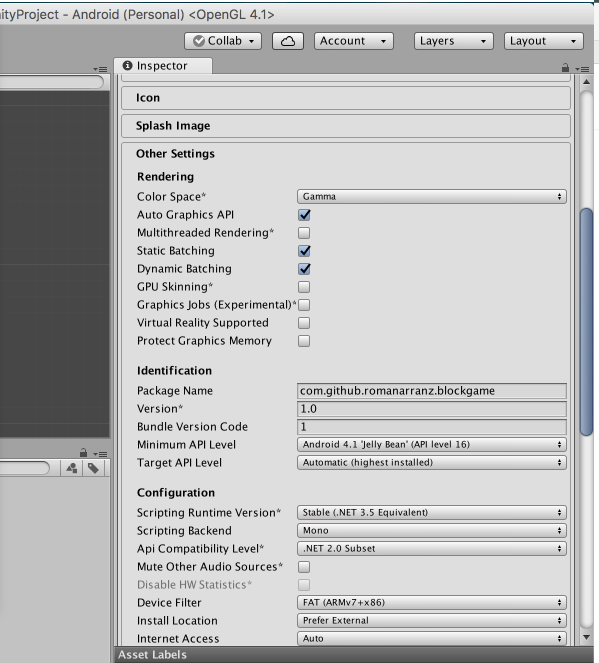 ityProject - Android (Personal) <OpenGL 4.1>
Collab Account Layers Layout
Inspector
Icon
Splash Image
Other Settings
Rendering
Color Space* Gamma
Auto Graphics API
Multithreaded Rendering*
Static Batching
Dynamic Batching
GPU Skinning*
Graphics Jobs (Experimental)*
Virtual Reality Supported
Protect Graphics Memory
Identification
Package Name com.github.romanarranz.blockgame
Version* 1.0
Bundle Version Code 1
Minimum API Level Android 4.1 'Jelly Bean' (API level 16)
Target API Level Automatic (highest installed)
Configuration
Scripting Runtime Version* Stable (.NET 3.5 Equivalent)
Scripting Backend Mono
Api Compatibility Level* .NET 2.0 Subset
Mute Other Audio Sources*
Disable HW Statistics*
Device Filter FAT (ARMv7+x86)
Install Location Prefer External
Internet Access Auto
Asset Labels